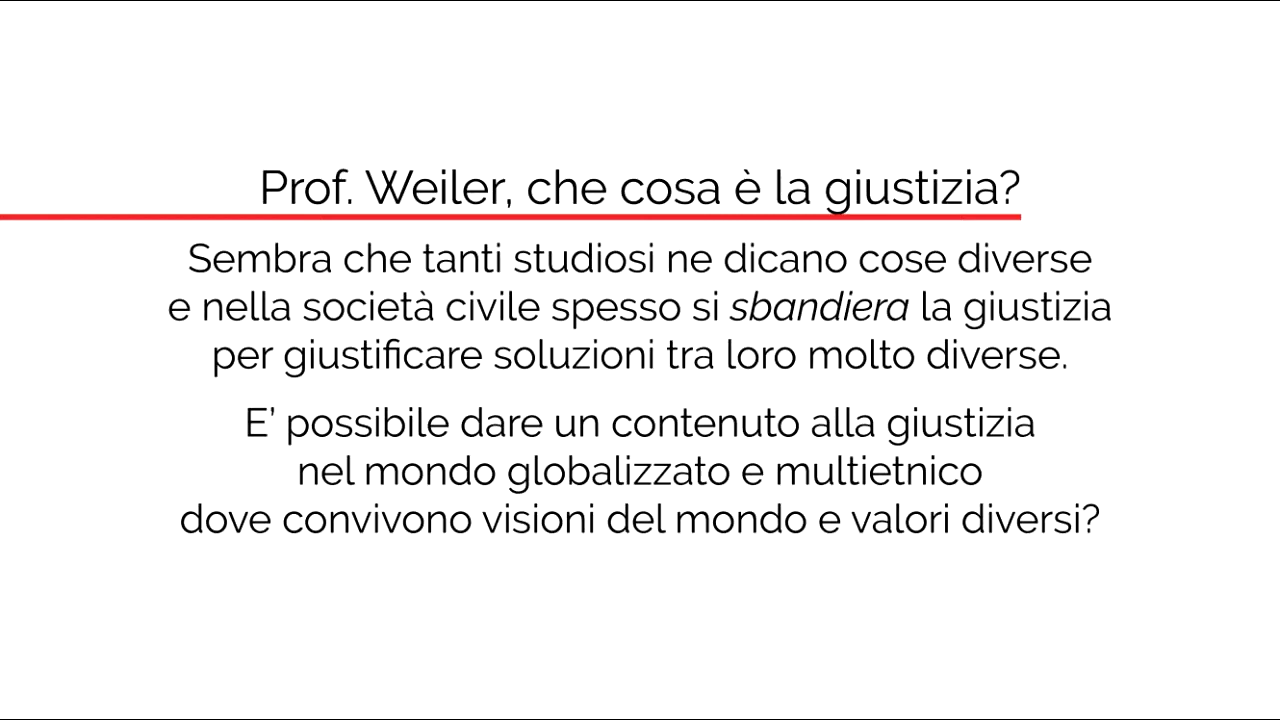 Prof. Weiler, che cosa è la giustizia?
Sembra che tanti studiosi ne dicano cose diverse
e nella società civile spesso si sbandiera la giustizia
per giustificare soluzioni tra loro molto diverse.
E’ possibile dare un contenuto alla giustizia
nel mondo globalizzato e multietnico
dove convivono visioni del mondo e valori diversi?